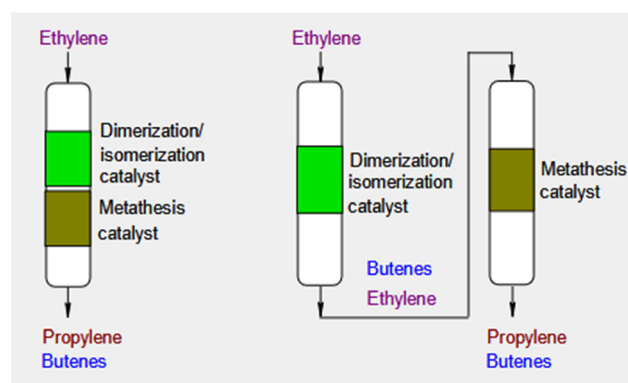 Ethylene
Dimerization/
isomerization
catalyst
Metathesis
catalyst
Propylene
Butenes
Ethylene
Dimerization/
isomerization
catalyst
Butenes
Ethylene
Metathesis
catalyst
Propylene
Butenes